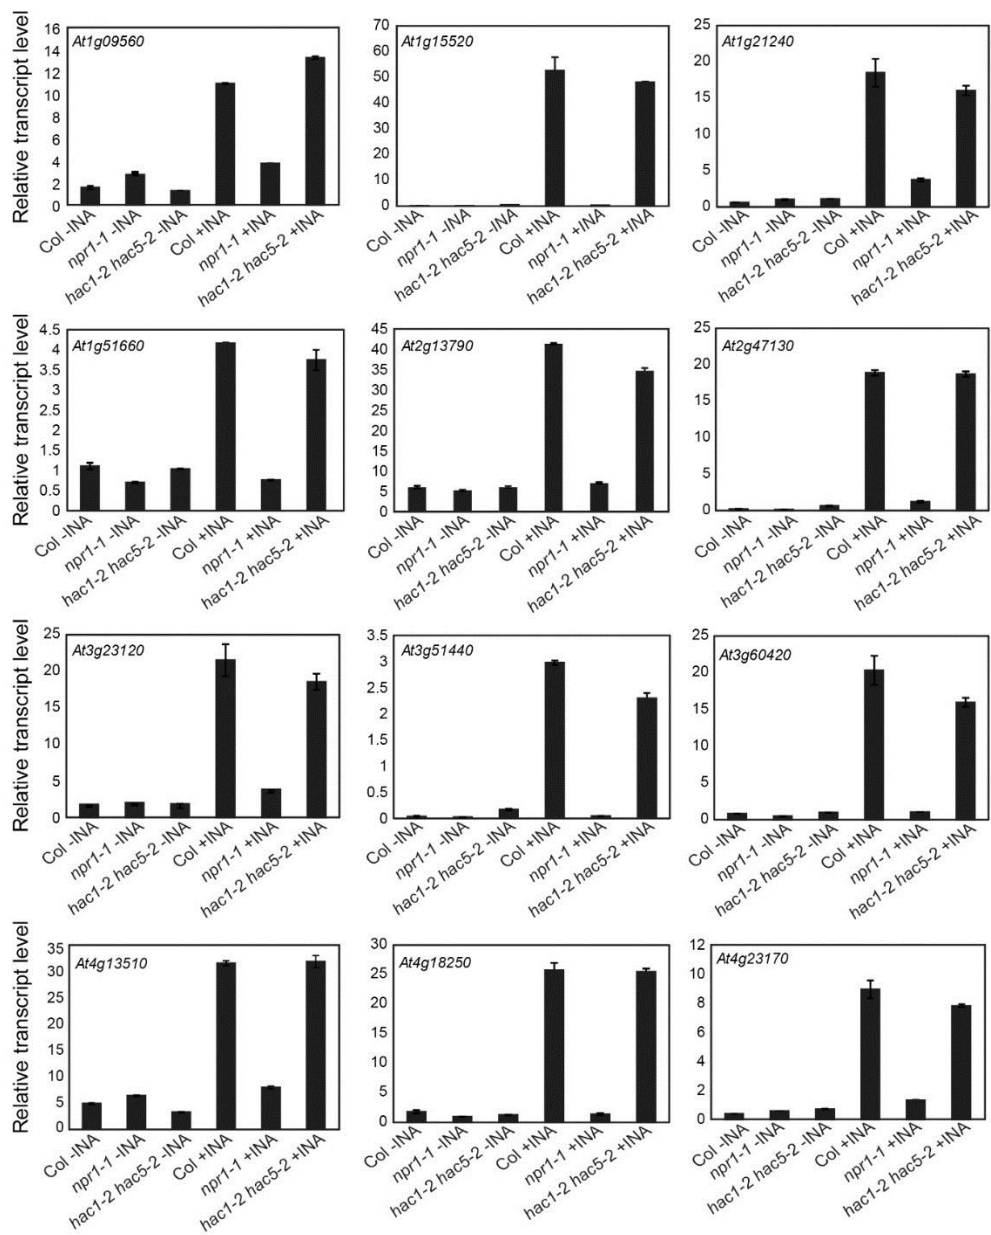 At1g09560
Relative transcript level
16
14
12
10
8
6
4
2
0
Col -INA
npr1-1 -INA
hac1-2 hac5-2 -INA
Col +INA
npr1-1 +INA
hac1-2 hac5-2 +INA
At1g15520
70
60
50
40
30
20
10
0
Col -INA
npr1-1 -INA
hac1-2 hac5-2 -INA
Col +INA
npr1-1 +INA
hac1-2 hac5-2 +INA
At1g21240
25
20
15
10
5
0
Col -INA
npr1-1 -INA
hac1-2 hac5-2 -INA
Col +INA
npr1-1 +INA
hac1-2 hac5-2 +INA
At1g51660
Relative transcript level
4.5
4
3.5
3
2.5
2
1.5
1
0.5
0
Col -INA
npr1-1 -INA
hac1-2 hac5-2 -INA
Col +INA
npr1-1 +INA
hac1-2 hac5-2 +INA
At2g13790
45
40
35
30
25
20
15
10
5
0
Col -INA
npr1-1 -INA
hac1-2 hac5-2 -INA
Col +INA
npr1-1 +INA
hac1-2 hac5-2 +INA
At2g47130
25
20
15
10
5
0
Col -INA
npr1-1 -INA
hac1-2 hac5-2 -INA
Col +INA
npr1-1 +INA
hac1-2 hac5-2 +INA
At3g23120
Relative transcript level
25
20
15
10
5
0
Col -INA
npr1-1 -INA
hac1-2 hac5-2 -INA
Col +INA
npr1-1 +INA
hac1-2 hac5-2 +INA
At3g51440
3.5
3
2.5
2
1.5
1
0.5
0
Col -INA
npr1-1 -INA
hac1-2 hac5-2 -INA
Col +INA
npr1-1 +INA
hac1-2 hac5-2 +INA
At3g60420
25
20
15
10
5
0
Col -INA
npr1-1 -INA
hac1-2 hac5-2 -INA
Col +INA
npr1-1 +INA
hac1-2 hac5-2 +INA
At4g13510
Relative transcript level
35
30
25
20
15
10
5
0
Col -INA
npr1-1 -INA
hac1-2 hac5-2 -INA
Col +INA
npr1-1 +INA
hac1-2 hac5-2 +INA
At4g18250
30
25
20
15
10
5
0
Col -INA
npr1-1 -INA
hac1-2 hac5-2 -INA
Col +INA
npr1-1 +INA
hac1-2 hac5-2 +INA
At4g23170
12
10
8
6
4
2
0
Col -INA
npr1-1 -INA
hac1-2 hac5-2 -INA
Col +INA
npr1-1 +INA
hac1-2 hac5-2 +INA